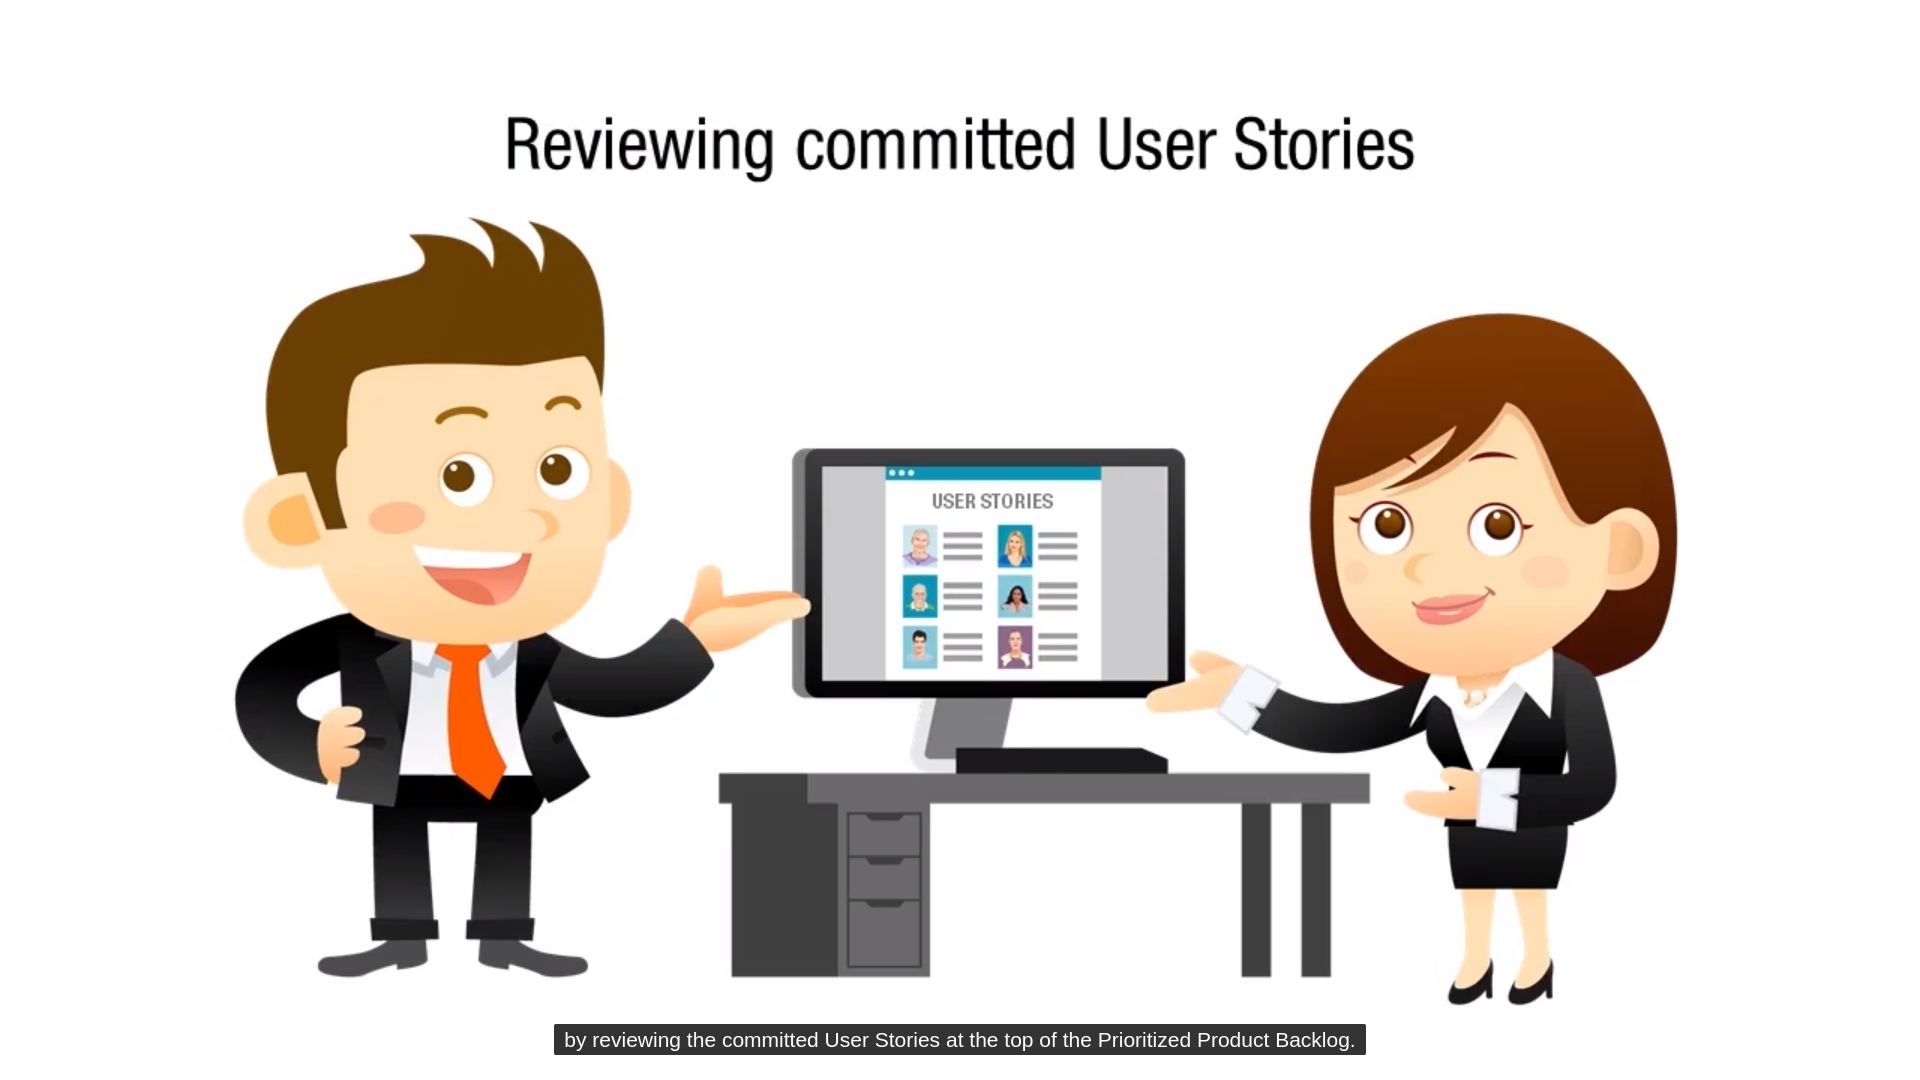 Reviewing committed User Stories
USER STORIES
by reviewing the committed User Stories at the top of the Prioritized Product Backlog.